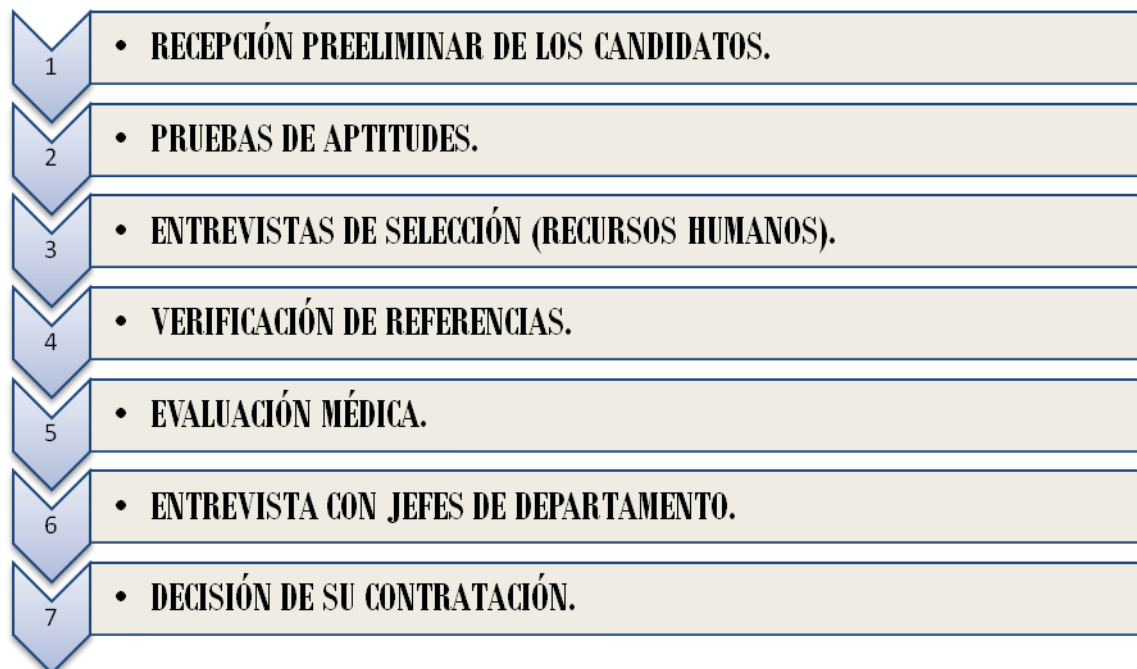 1
• RECEPCIÓN PREELIMINAR DE LOS CANDIDATOS.
2
• PRUEBAS DE APTITUDES.
3
• ENTREVISTAS DE SELECCIÓN (RECURSOS HUMANOS).
4
• VERIFICACIÓN DE REFERENCIAS.
5
• EVALUACIÓN MÉDICA.
6
• ENTREVISTA CON JEFES DE DEPARTAMENTO.
7
• DECISIÓN DE SU CONTRATACIÓN.